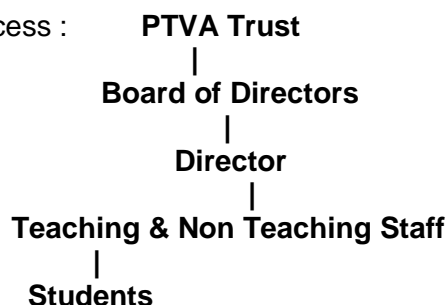 cess : PTVA Trust
|
Board of Directors
|
Director
|
Teaching & Non Teaching Staff
|
Students